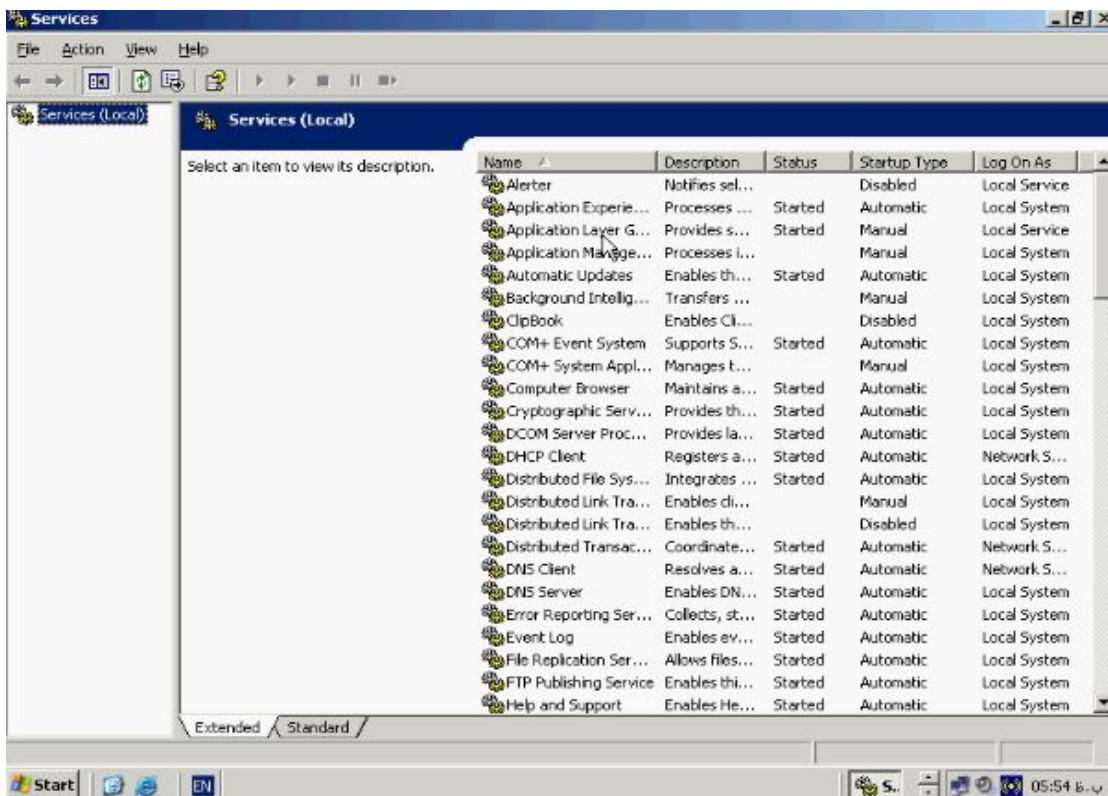 Services
File Action View Help
Services (Local)
Services (Local)
Select an item to view its description.
Name Description Status Startup Type Log On As
Alerter Notifies sel... Disabled Local Service
Application Experie... Processes ... Started Automatic Local System
Application Layer G... Provides s... Started Manual Local Service
Application Manage... Processes i... Manual Local System
Automatic Updates Enables th... Started Automatic Local System
Background Intellig... Transfers ... Manual Local System
ClipBook Enables Cli... Disabled Local System
COM+ Event System Supports S... Started Automatic Local System
COM+ System Appl... Manages t... Manual Local System
Computer Browser Maintains a... Started Automatic Local System
Cryptographic Serv... Provides th... Started Automatic Local System
DCOM Server Proc... Provides la... Started Automatic Local System
DHCP Client Registers a... Started Automatic Network S...
Distributed File Sys... Integrates ... Started Automatic Local System
Distributed Link Tra... Enables cli... Manual Local System
Distributed Link Tra... Enables th... Disabled Local System
Distributed Transac... Coordinate... Started Automatic Network S...
DNS Client Resolves a... Started Automatic Network S...
DNS Server Enables DN... Started Automatic Local System
Error Reporting Ser... Collects, st... Started Automatic Local System
Event Log Enables ev... Started Automatic Local System
File Replication Ser... Allows files... Started Automatic Local System
FTP Publishing Service Enables thi... Started Automatic Local System
Help and Support Enables He... Started Automatic Local System
Extended Standard
Start EN S.. 05:54 ب.ظ